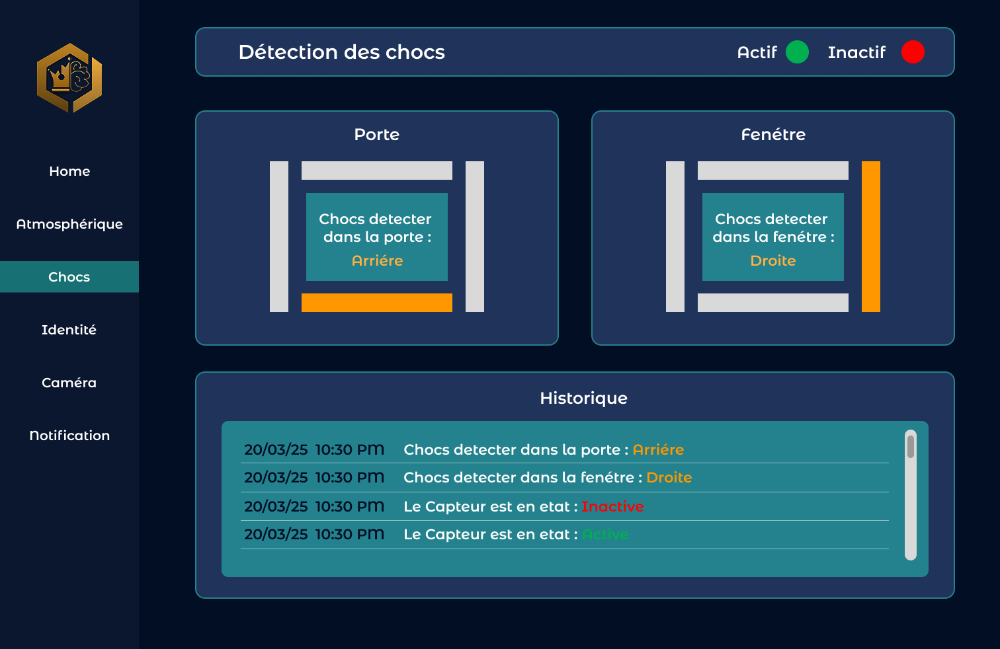 Détection des chocs
Actif
Inactif
Home
Atmosphérique
Chocs
Identité
Caméra
Notification
Porte
Chocs detecter
dans la porte :
Arriére
Fenétre
Chocs detecter
dans la fenétre :
Droite
Historique
20/03/25 10:30 PM Chocs detecter dans la porte : Arriére
20/03/25 10:30 PM Chocs detecter dans la fenétre : Droite
20/03/25 10:30 PM Le Capteur est en etat : Inactive
20/03/25 10:30 PM Le Capteur est en etat : Active